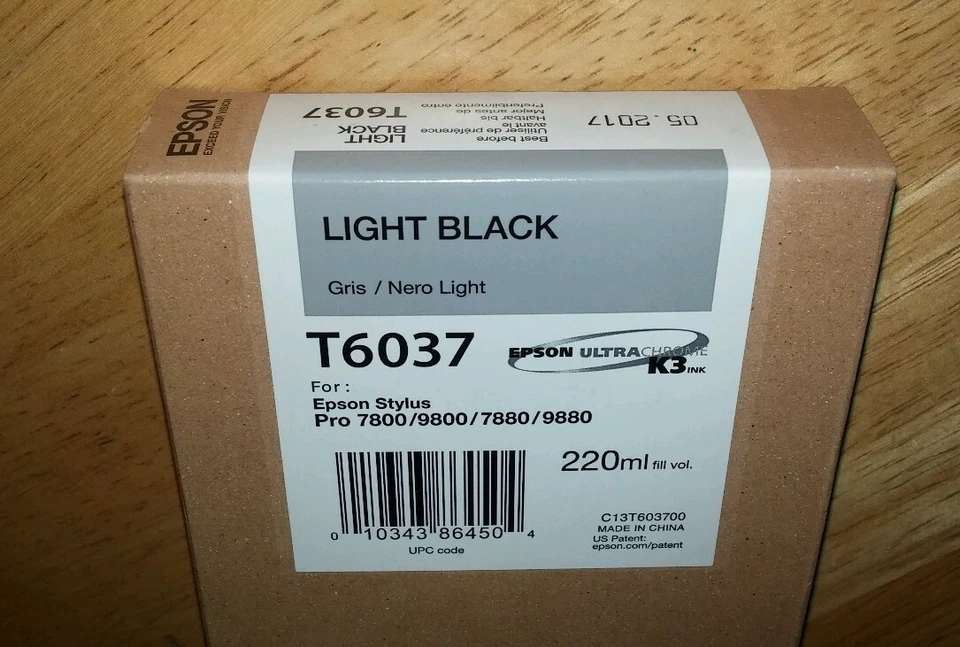 EPSON
EXCEED YOUR VISION
LIGHT
BLACK
T6037
Best before
Utiliser de préférence
avant le
Haltbar bis
Mejor antes de
Preferibilmente entro
05.2017
LIGHT BLACK
Gris / Nero Light
T6037
EPSON ULTRACHROME
K3 INK
For :
Epson Stylus
Pro 7800/9800/7880/9880
220ml fill vol.
0 10343 86450 4
UPC code
C13T603700
MADE IN CHINA
US Patent:
epson.com/patent